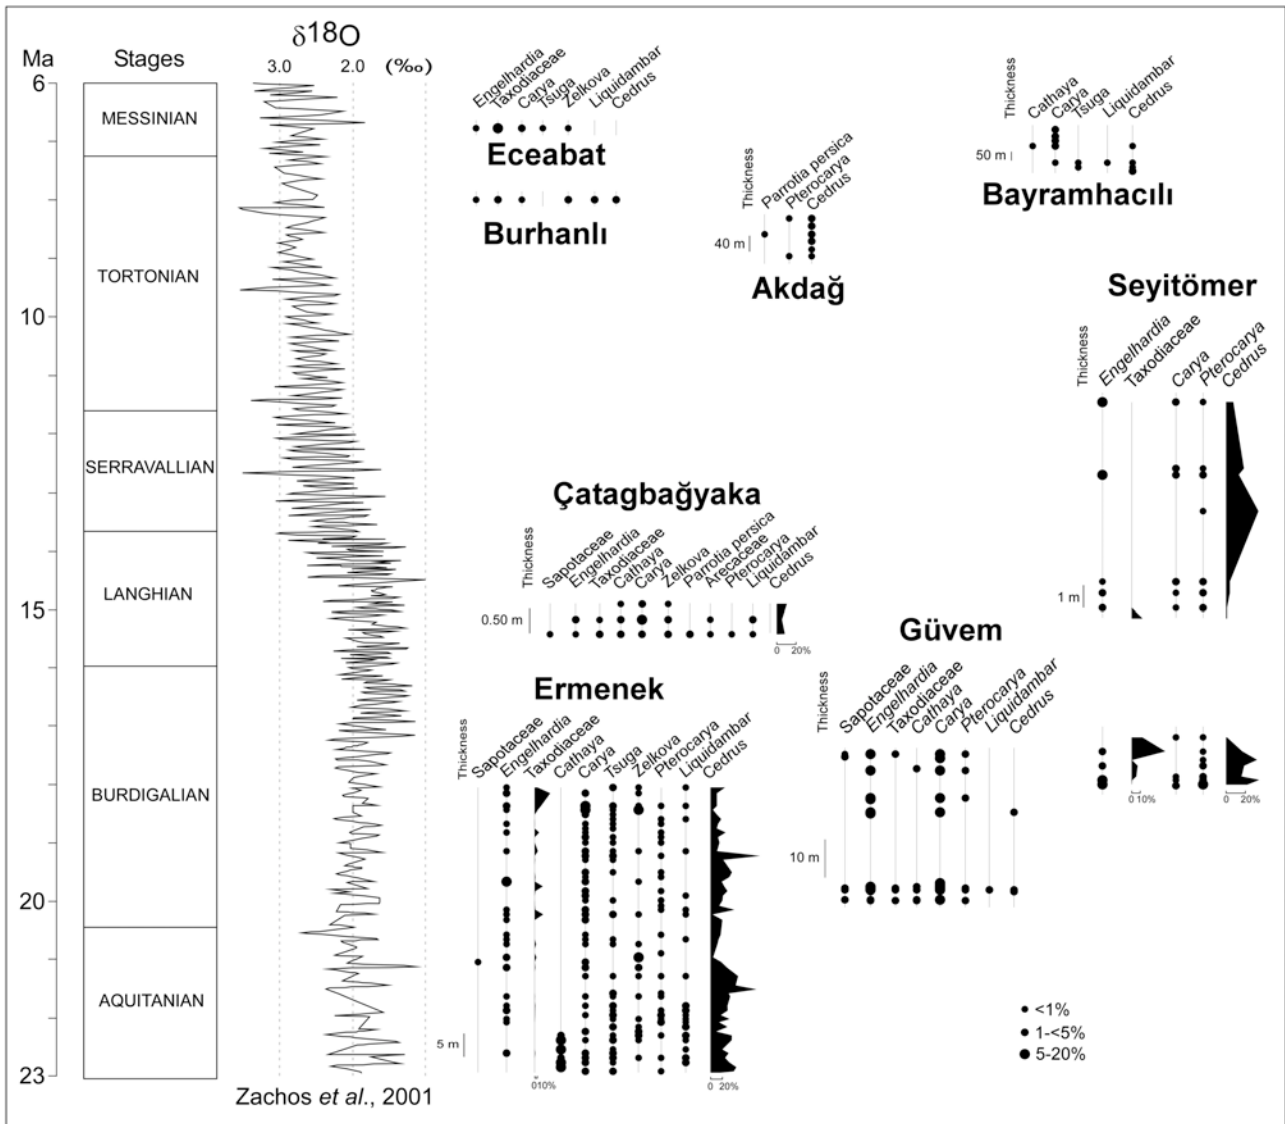 δ18O
Ma
Stages
3.0
2.0
(‰)
6
MESSINIAN
TORTONIAN
10
SERRAVALLIAN
LANGHIAN
15
BURDIGALIAN
20
AQUITANIAN
23
Zachos et al., 2001
Engelhardia
Taxodiaceae
Carya
Tsuga
Zelkova
Liquidambar
Cedrus
Eceabat
Burhanlı
Thickness
Parrotia persica
Pterocarya
Cedrus
40 m
Akdağ
Thickness
Cathaya
Carya
Tsuga
Liquidambar
Cedrus
50 m
Bayramhacılı
Seyitömer
Thickness
Engelhardia
Taxodiaceae
Carya
Pterocarya
Cedrus
1 m
0 10%
0 20%
Çatagbağyaka
Thickness
Sapotaceae
Engelhardia
Taxodiaceae
Cathaya
Carya
Zelkova
Parrotia persica
Arecaceae
Pterocarya
Liquidambar
Cedrus
0.50 m
0 20%
Güvem
Thickness
Sapotaceae
Engelhardia
Taxodiaceae
Cathaya
Carya
Pterocarya
Liquidambar
Cedrus
10 m
Ermenek
Thickness
Sapotaceae
Engelhardia
Taxodiaceae
Cathaya
Carya
Tsuga
Zelkova
Pterocarya
Liquidambar
Cedrus
5 m
010%
0 20%
<1%
1-<5%
5-20%